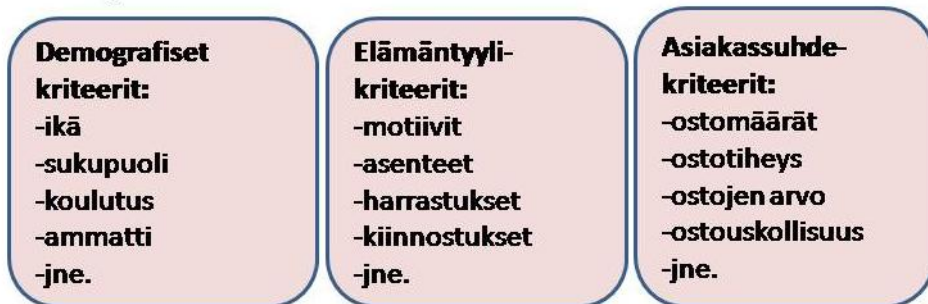 Demografiset
kriteerit:
-ikä
-sukupuoli
-koulutus
-ammatti
-jne.
Elämäntyyli-
kriteerit:
-motiivit
-asenteet
-harrastukset
-kiinnostukset
-jne.
Asiakassuhde-
kriteerit:
-ostomäärät
-ostotiheys
-ostojen arvo
-ostouskollisuus
-jne.